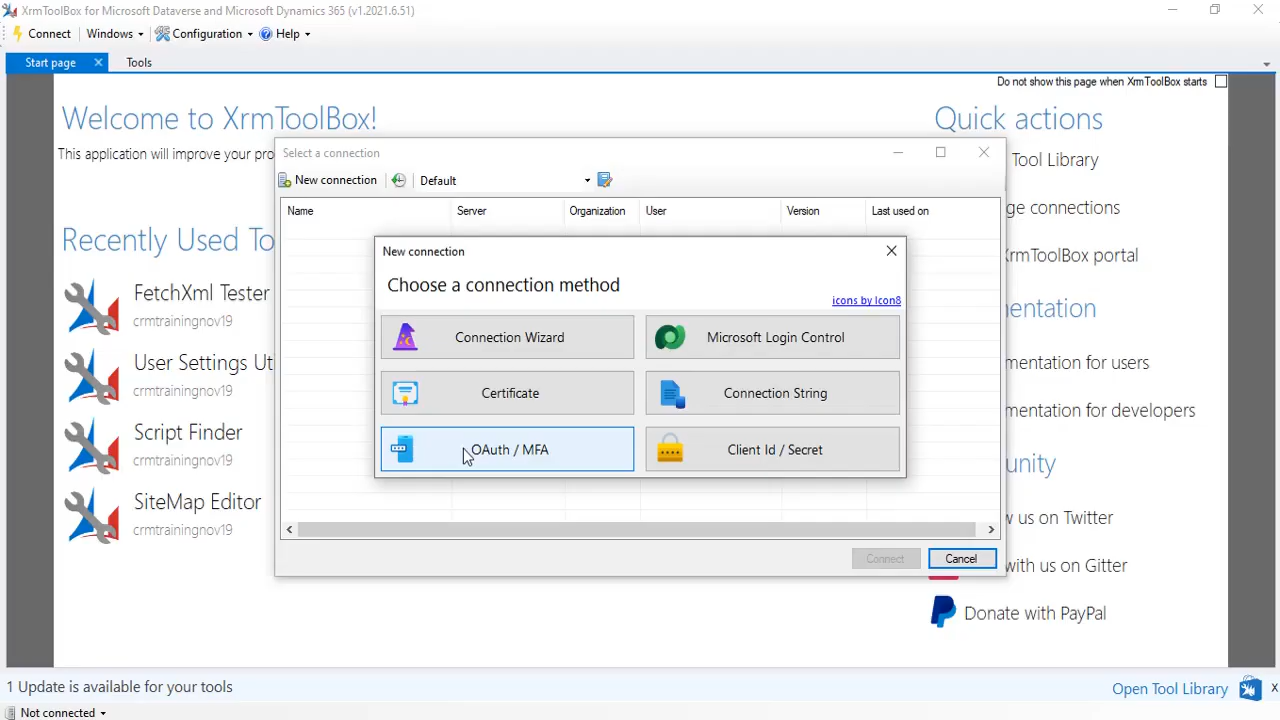 XrmToolBox for Microsoft Dataverse and Microsoft Dynamics 365 (v1.2021.6.51)
Connect Windows Configuration Help
Start page Tools
Do not show this page when XrmToolBox starts
Welcome to XrmToolBox!
This application will improve your pro
Quick actions
Tool Library
ge connections
XrmToolBox portal
entation
mentation for users
mentation for developers
unity
w us on Twitter
with us on Gitter
Donate with PayPal
Recently Used To
FetchXml Tester
crmtrainingnov19
User Settings Ut
crmtrainingnov19
Script Finder
crmtrainingnov19
SiteMap Editor
crmtrainingnov19
Select a connection
New connection Default
Name Server Organization User Version Last used on
New connection
Choose a connection method
icons by Icon8
Connection Wizard Microsoft Login Control
Certificate Connection String
OAuth / MFA Client Id / Secret
Connect Cancel
1 Update is available for your tools
Open Tool Library X
Not connected